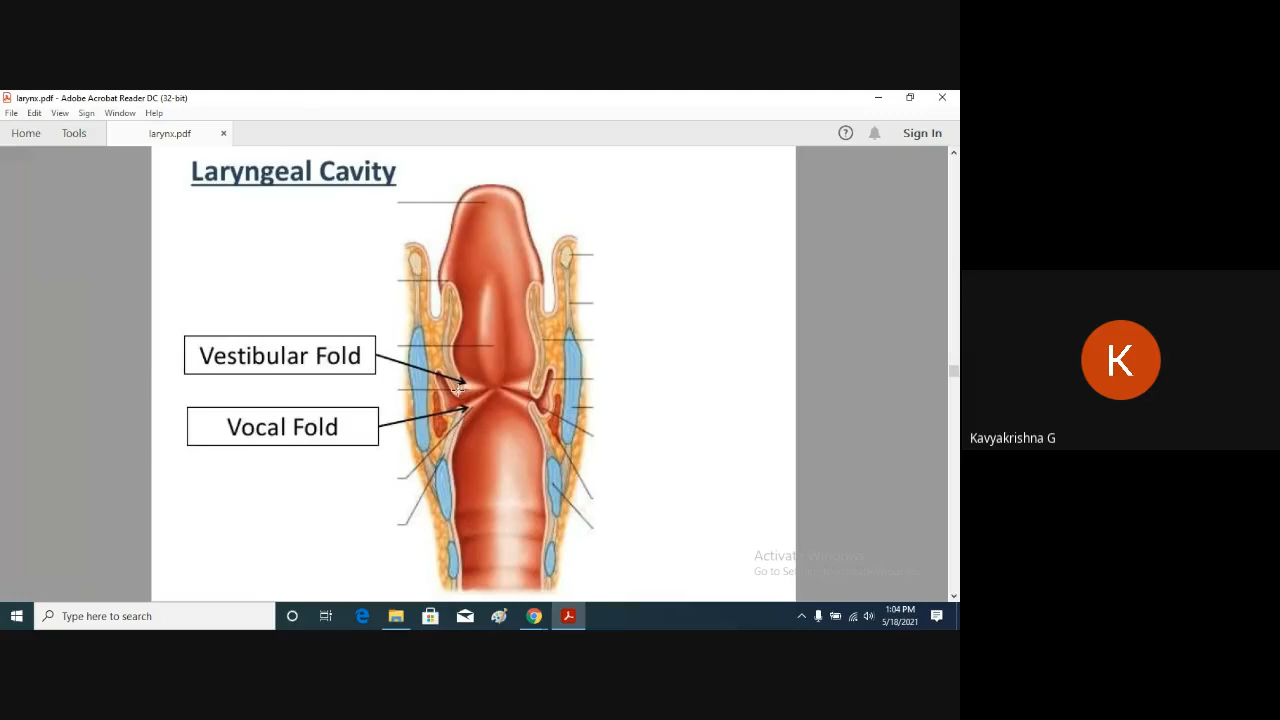 larynx.pdf - Adobe Acrobat Reader DC (32-bit)
File Edit View Sign Window Help
Home Tools larynx.pdf × ? Sign In
Laryngeal Cavity
Vestibular Fold
Vocal Fold
K
Kavyakrishna G
Activate Windows
Type here to search
1:04 PM
5/18/2021